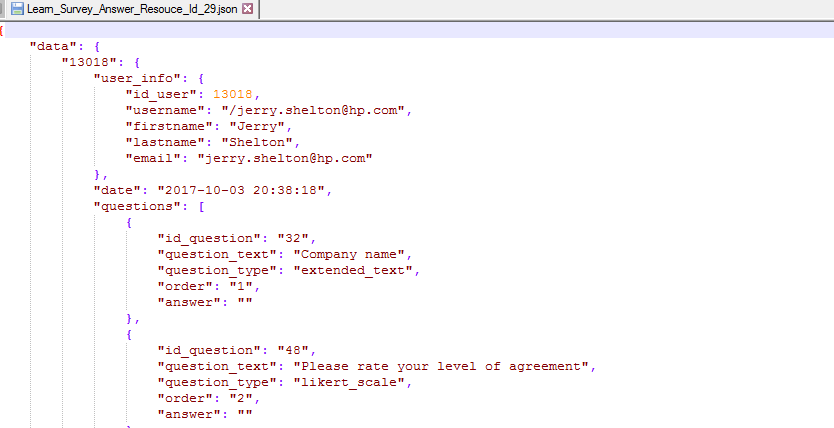 Learn_Survey_Answer_Resouce_Id_29.json
{
"data": {
"13018": {
"user_info": {
"id_user": 13018,
"username": "/jerry.shelton@hp.com",
"firstname": "Jerry",
"lastname": "Shelton",
"email": "jerry.shelton@hp.com"
},
"date": "2017-10-03 20:38:18",
"questions": [
{
"id_question": "32",
"question_text": "Company name",
"question_type": "extended_text",
"order": "1",
"answer": ""
},
{
"id_question": "48",
"question_text": "Please rate your level of agreement",
"question_type": "likert_scale",
"order": "2",
"answer": ""